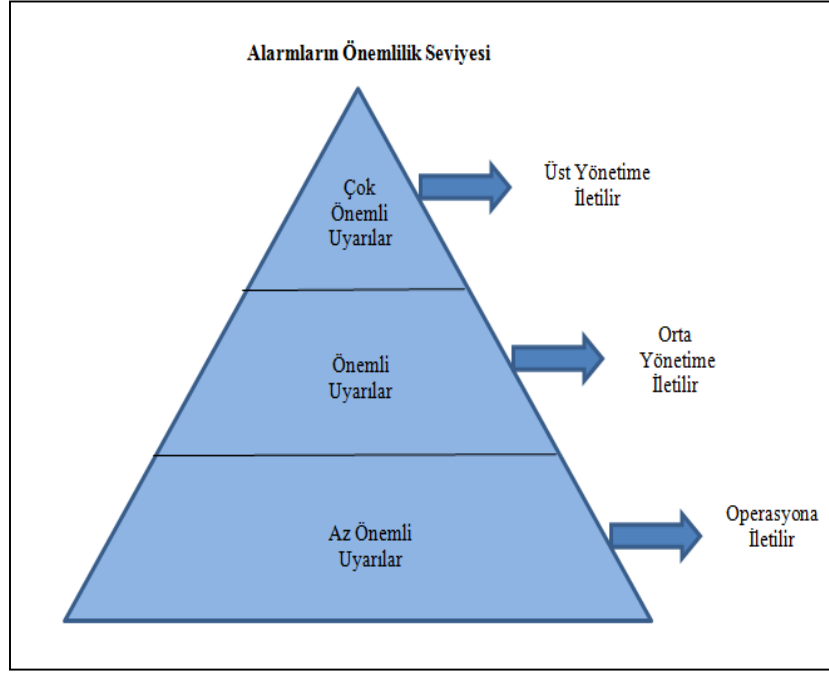 Alarmların Önemlilik Seviyesi
Çok
Önemli
Uyarılar
Üst Yönetime
İletilir
Önemli
Uyarılar
Orta
Yönetime
İletilir
Az Önemli
Uyarılar
Operasyona
İletilir